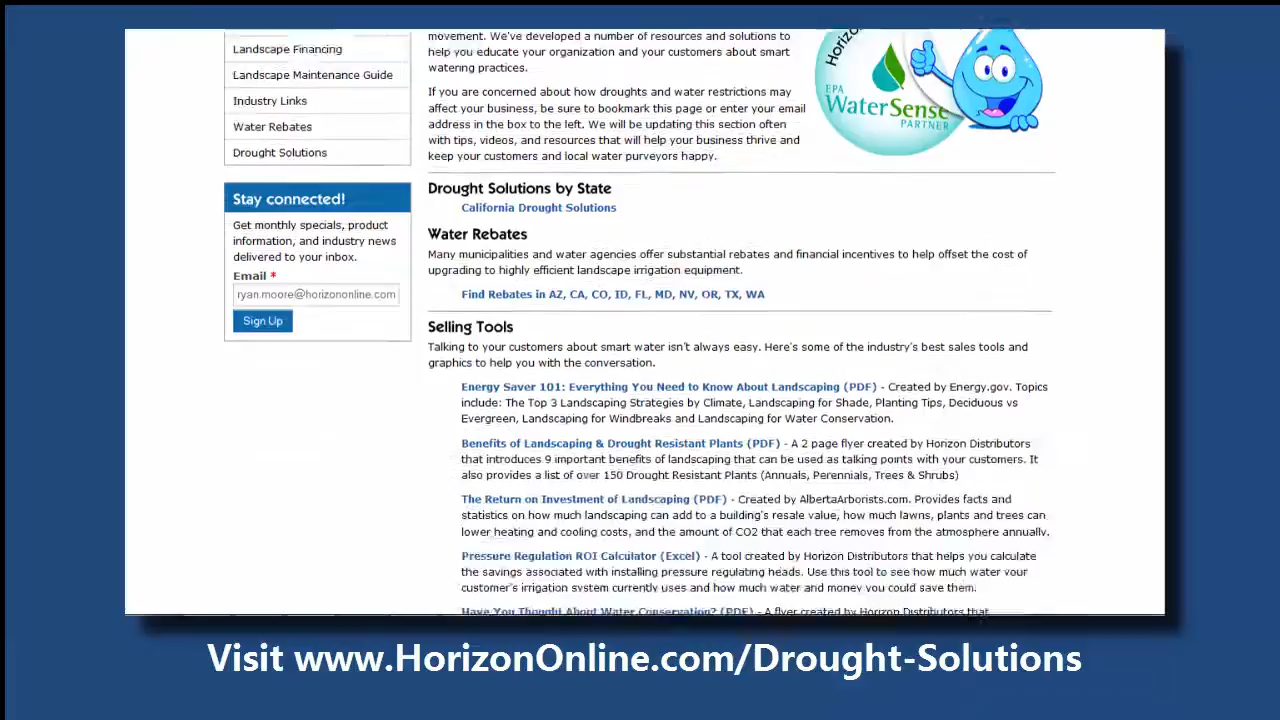 Landscape Financing
Landscape Maintenance Guide
Industry Links
Water Rebates
Drought Solutions
Stay connected!
Get monthly specials, product
information, and industry news
delivered to your inbox.
Email *
ryan.moore@horizononline.com
Sign Up
movement. We've developed a number of resources and solutions to
help you educate your organization and your customers about smart
watering practices.
If you are concerned about how droughts and water restrictions may
affect your business, be sure to bookmark this page or enter your email
address in the box to the left. We will be updating this section often
with tips, videos, and resources that will help your business thrive and
keep your customers and local water purveyors happy.
Horizon
EPA
WaterSense
PARTNER
Drought Solutions by State
California Drought Solutions
Water Rebates
Many municipalities and water agencies offer substantial rebates and financial incentives to help offset the cost of
upgrading to highly efficient landscape irrigation equipment.
Find Rebates in AZ, CA, CO, ID, FL, MD, NV, OR, TX, WA
Selling Tools
Talking to your customers about smart water isn't always easy. Here's some of the industry's best sales tools and
graphics to help you with the conversation.
Energy Saver 101: Everything You Need to Know About Landscaping (PDF) - Created by Energy.gov. Topics
include: The Top 3 Landscaping Strategies by Climate, Landscaping for Shade, Planting Tips, Deciduous vs
Evergreen, Landscaping for Windbreaks and Landscaping for Water Conservation.
Benefits of Landscaping & Drought Resistant Plants (PDF) - A 2 page flyer created by Horizon Distributors
that introduces 9 important benefits of landscaping that can be used as talking points with your customers. It
also provides a list of over 150 Drought Resistant Plants (Annuals, Perennials, Trees & Shrubs)
The Return on Investment of Landscaping (PDF) - Created by AlbertaArborists.com. Provides facts and
statistics on how much landscaping can add to a building's resale value, how much lawns, plants and trees can
lower heating and cooling costs, and the amount of CO2 that each tree removes from the atmosphere annually.
Pressure Regulation ROI Calculator (Excel) - A tool created by Horizon Distributors that helps you calculate
the savings associated with installing pressure regulating heads. Use this tool to see how much water your
customer's irrigation system currently uses and how much water and money you could save them.
Have You Thought About Water Conservation? (PDF) - A flyer created by Horizon Distributors that
Visit www.HorizonOnline.com/Drought-Solutions